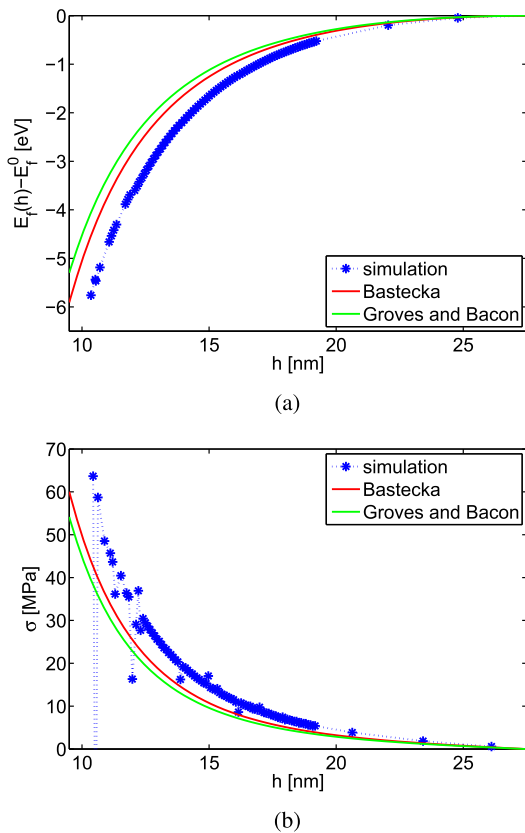 0
−1
−2
−3
−4
−5
−6
E_f(h)−E_f^0 [eV]
simulation
Bastecka
Groves and Bacon
10 15 20 25
h [nm]
(a)
70
60
50
40
30
20
10
0
σ [MPa]
simulation
Bastecka
Groves and Bacon
10 15 20 25
h [nm]
(b)